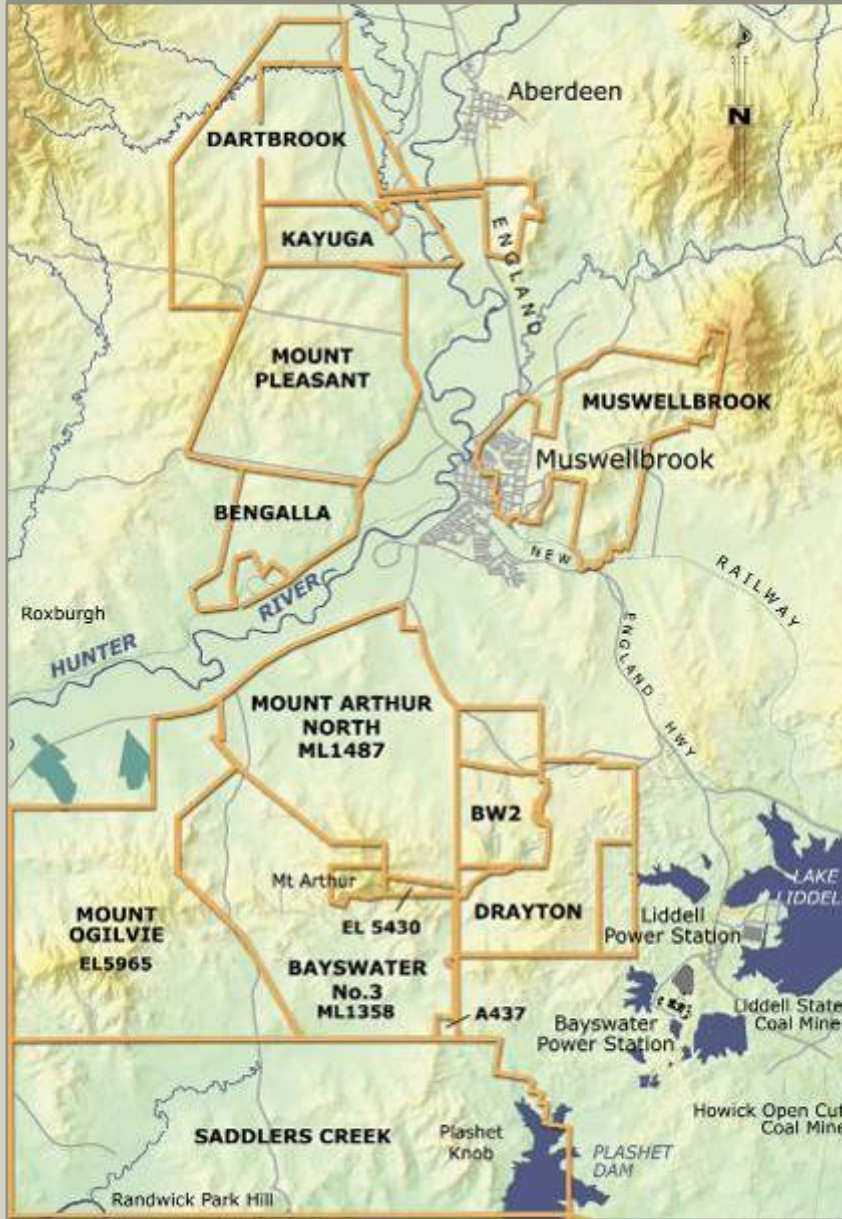 Aberdeen
N
DARTBROOK
KAYUGA
ENGLAND
MOUNT
PLEASANT
MUSWELLBROOK
Muswellbrook
BENGALLA
NEW
RAILWAY
Roxburgh
HUNTER RIVER
ENGLAND HWY
MOUNT ARTHUR
NORTH
ML1487
BW2
Mt Arthur
LAKE
LIDDELL
MOUNT
OGILVIE
EL5965
EL 5430
DRAYTON
Liddell
Power Station
BAYSWATER
No.3
ML1358
A437
Bayswater
Power Station
Liddell State
Coal Mine
SADDLERS CREEK
Plashet
Knob
PLASHET
DAM
Howick Open Cut
Coal Mine
Randwick Park Hill